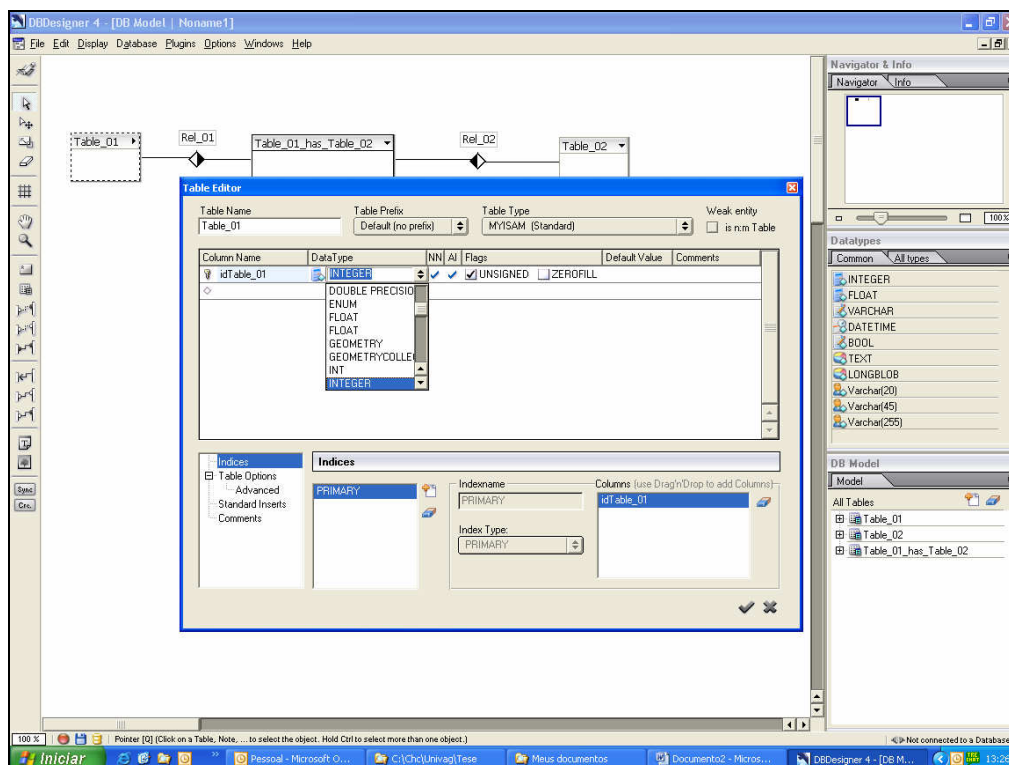 DBDesigner 4 - [DB Model | Noname1]
File Edit Display Database Plugins Options Windows Help
Navigator & Info
Navigator Info
100%
Table_01
Rel_01
Table_01_has_Table_02
Rel_02
Table_02
Table Editor
Table Name Table Prefix Table Type Weak entity
Table_01 Default (no prefix) MYISAM (Standard) is n:m Table
Column Name DataType NN AI Flags Default Value Comments
idTable_01 INTEGER UNSIGNED ZEROFILL
DOUBLE PRECISIO
ENUM
FLOAT
FLOAT
GEOMETRY
GEOMETRYCOLLE
INT
INTEGER
Indices
Table Options
Advanced
Standard Inserts
Comments
Indices
PRIMARY
Indexname
PRIMARY
Index Type:
PRIMARY
Columns (use Drag'n'Drop to add Columns)
idTable_01
Datatypes
Common All types
INTEGER
FLOAT
VARCHAR
DATETIME
BOOL
TEXT
LONGBLOB
Varchar(20)
Varchar(45)
Varchar(255)
DB Model
Model
All Tables
Table_01
Table_02
Table_01_has_Table_02
Sync
Crc.
100 % Pointer [Q] (Click on a Table, Note, ... to select the object. Hold Ctrl to select more than one object.) Not connected to a Database
Iniciar Pessoal - Microsoft O... C:\Chc\Univag\Tese Meus documentos Documento2 - Micros... DBDesigner 4 - [DB M... 13:26